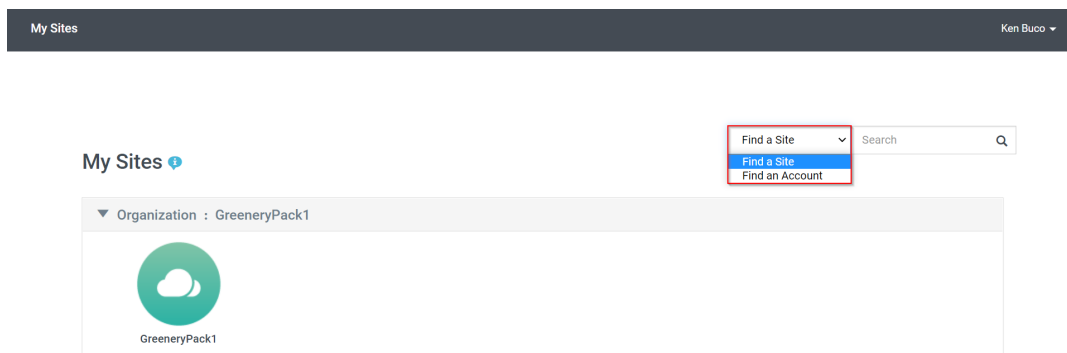 My Sites
Ken Buco
Find a Site
Search
Find a Site
Find an Account
My Sites
Organization : GreeneryPack1
GreeneryPack1